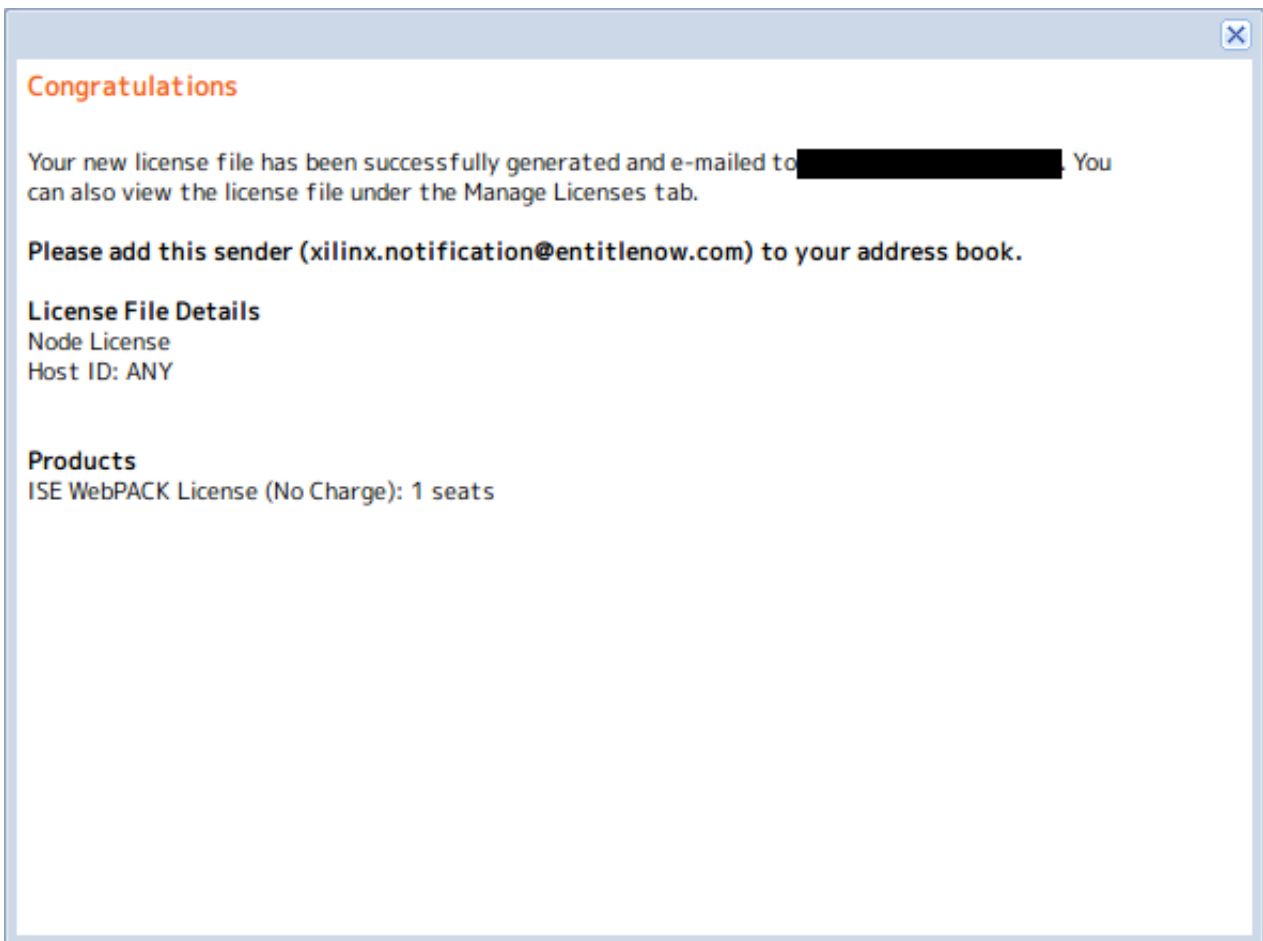 Congratulations
Your new license file has been successfully generated and e-mailed to . You
can also view the license file under the Manage Licenses tab.
Please add this sender (xilinx.notification@entitlenow.com) to your address book.
License File Details
Node License
Host ID: ANY
Products
ISE WebPACK License (No Charge): 1 seats